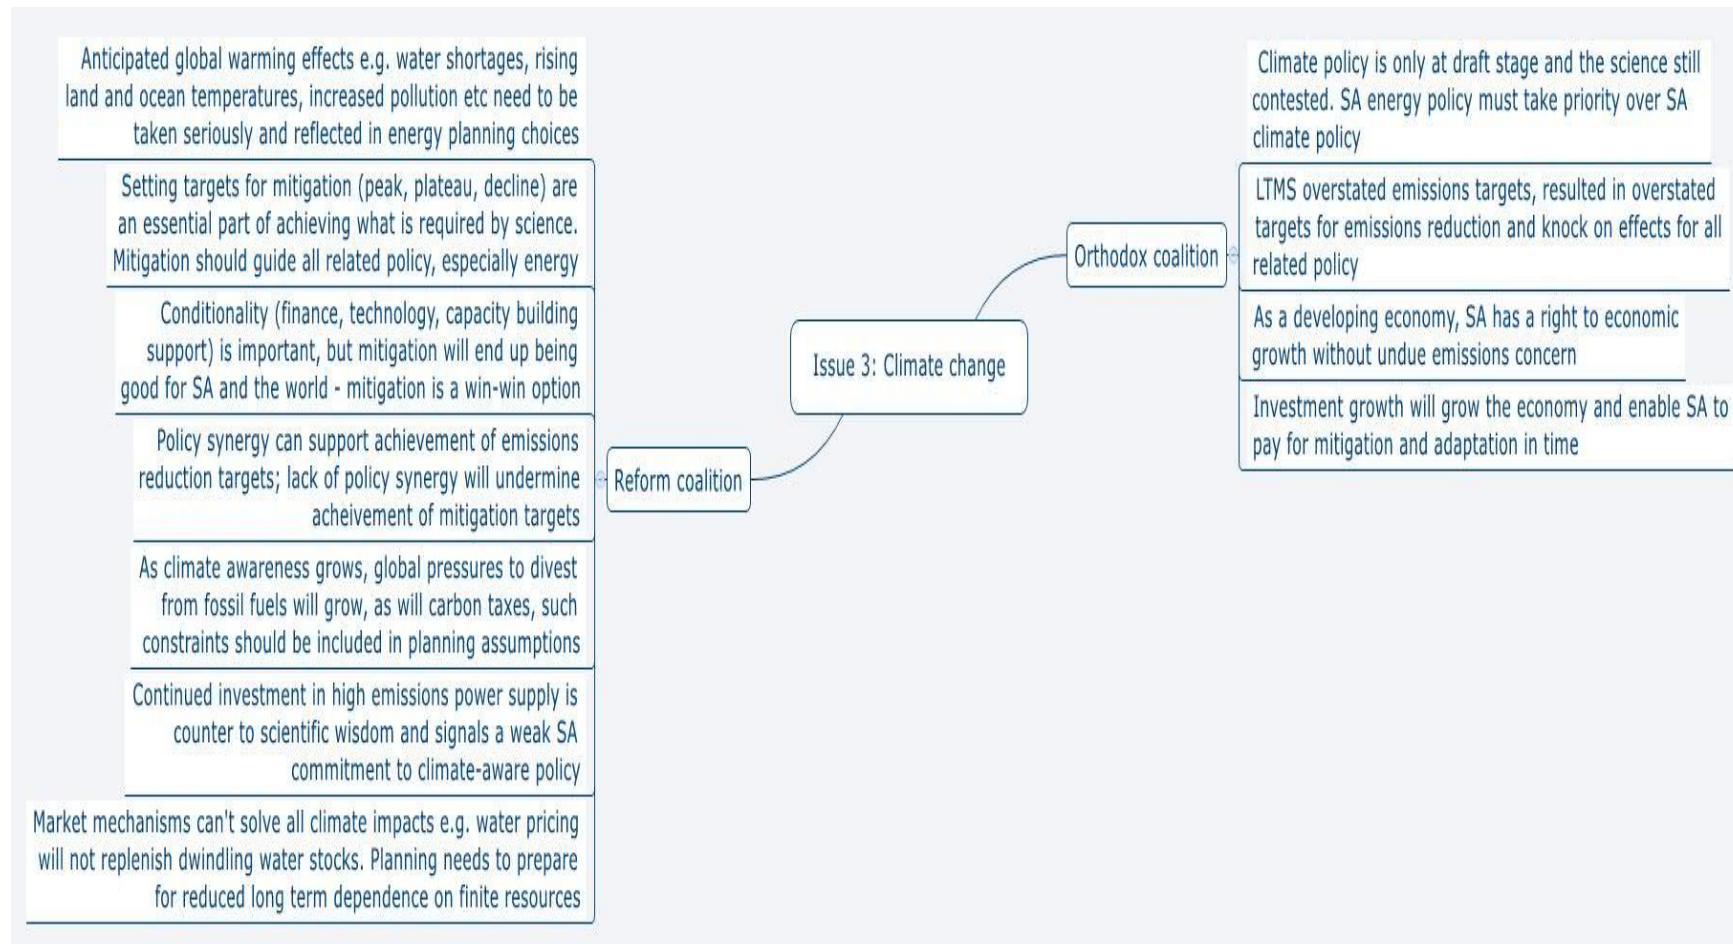 Anticipated global warming effects e.g. water shortages, rising
land and ocean temperatures, increased pollution etc need to be
taken seriously and reflected in energy planning choices
Setting targets for mitigation (peak, plateau, decline) are
an essential part of achieving what is required by science.
Mitigation should guide all related policy, especially energy
Conditionality (finance, technology, capacity building
support) is important, but mitigation will end up being
good for SA and the world - mitigation is a win-win option
Policy synergy can support achievement of emissions
reduction targets; lack of policy synergy will undermine
acheivement of mitigation targets
As climate awareness grows, global pressures to divest
from fossil fuels will grow, as will carbon taxes, such
constraints should be included in planning assumptions
Continued investment in high emissions power supply is
counter to scientific wisdom and signals a weak SA
commitment to climate-aware policy
Market mechanisms can't solve all climate impacts e.g. water pricing
will not replenish dwindling water stocks. Planning needs to prepare
for reduced long term dependence on finite resources
Reform coalition
Issue 3: Climate change
Orthodox coalition
Climate policy is only at draft stage and the science still
contested. SA energy policy must take priority over SA
climate policy
LTMS overstated emissions targets, resulted in overstated
targets for emissions reduction and knock on effects for all
related policy
As a developing economy, SA has a right to economic
growth without undue emissions concern
Investment growth will grow the economy and enable SA to
pay for mitigation and adaptation in time